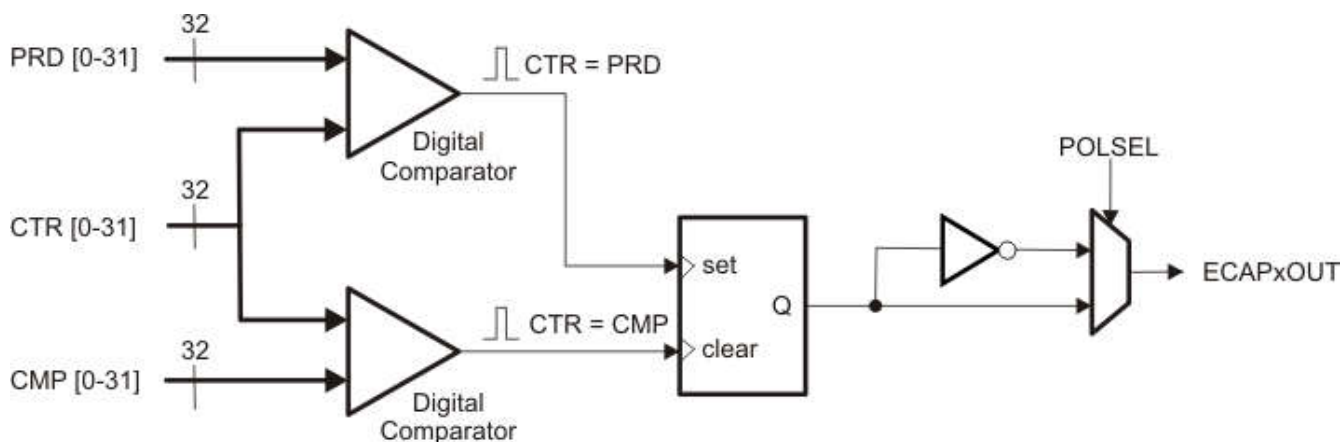 32
PRD [0-31]
CTR = PRD
Digital
Comparator
POLSEL
32
CTR [0-31]
set
ECAPxOUT
Q
CTR = CMP
clear
32
CMP [0-31]
Digital
Comparator